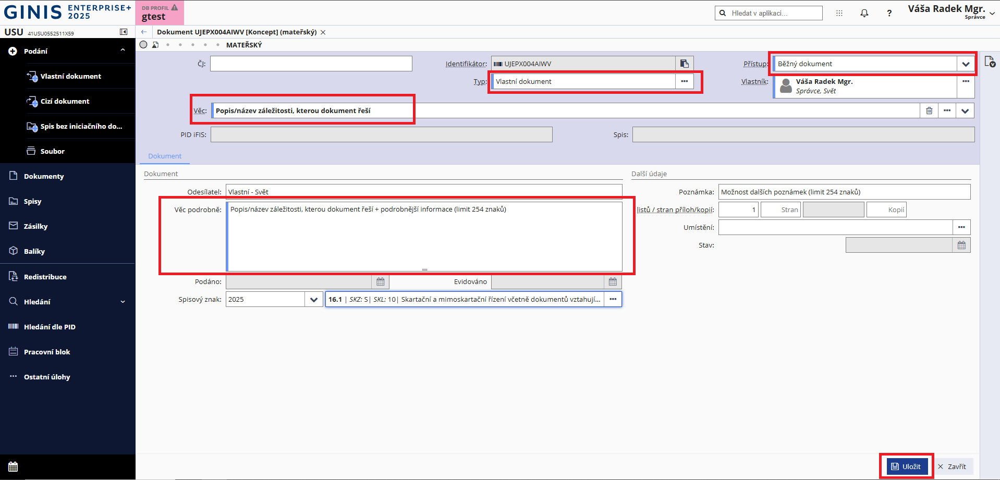 GINIS ENTERPRISE+ 2025
DB PROFIL
gtest
Hledat v aplikaci...
?
Váša Radek Mgr.
Správce
USU 41USU0552511X59
Dokument UJEPX004AIWV [Koncept] (mateřský)
MATEŘSKÝ
Podání
Vlastní dokument
Cizí dokument
Spis bez iniciačního do...
Soubor
Dokumenty
Spisy
Zásilky
Balíky
Redistribuce
Hledání
Hledání dle PID
Pracovní blok
Ostatní úlohy
Čj:
Identifikátor: UJEPX004AIWV
Přístup: Běžný dokument
Typ: Vlastní dokument
Vlastník: Váša Radek Mgr.
Správce, Svět
Věc: Popis/název záležitosti, kterou dokument řeší
PID iFIS:
Spis:
Dokument
Dokument
Odesílatel: Vlastní - Svět
Věc podrobně: Popis/název záležitosti, kterou dokument řeší + podrobnější informace (limit 254 znaků)
Podáno:
Evidováno
Spisový znak: 2025
16.1 | SKZ: S| SKL: 10| Skartační a mimoskartační řízení včetně dokumentů vztahují...
Další údaje
Poznámka: Možnost dalších poznámek (limit 254 znaků)
listů / stran příloh/kopií: 1 Stran Kopií
Umístění:
Stav:
Uložit
Zavřít